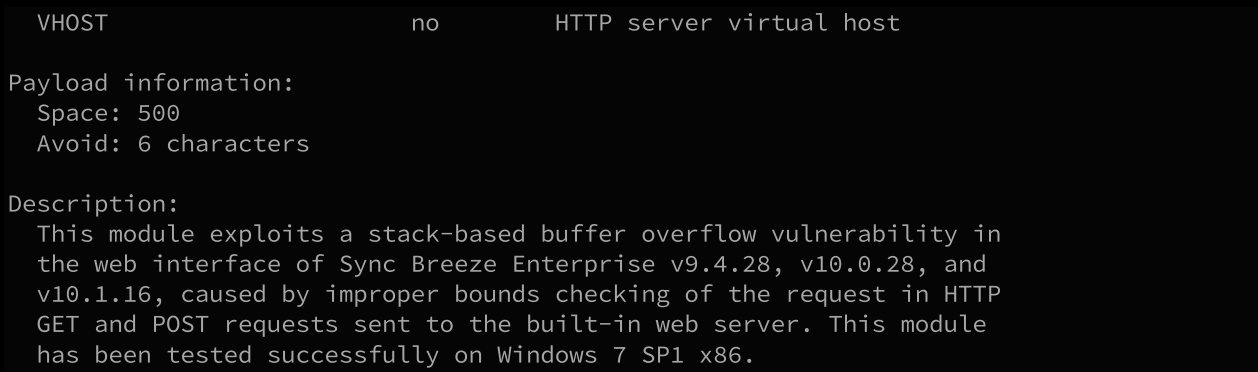 VHOST no HTTP server virtual host
Payload information:
Space: 500
Avoid: 6 characters
Description:
This module exploits a stack-based buffer overflow vulnerability in
the web interface of Sync Breeze Enterprise v9.4.28, v10.0.28, and
v10.1.16, caused by improper bounds checking of the request in HTTP
GET and POST requests sent to the built-in web server. This module
has been tested successfully on Windows 7 SP1 x86.